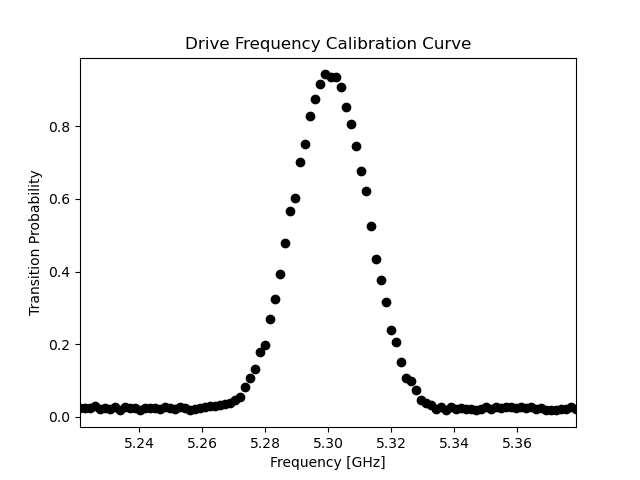 Drive Frequency Calibration Curve
Transition Probability
0.8
0.6
0.4
0.2
0.0
5.24 5.26 5.28 5.30 5.32 5.34 5.36
Frequency [GHz]